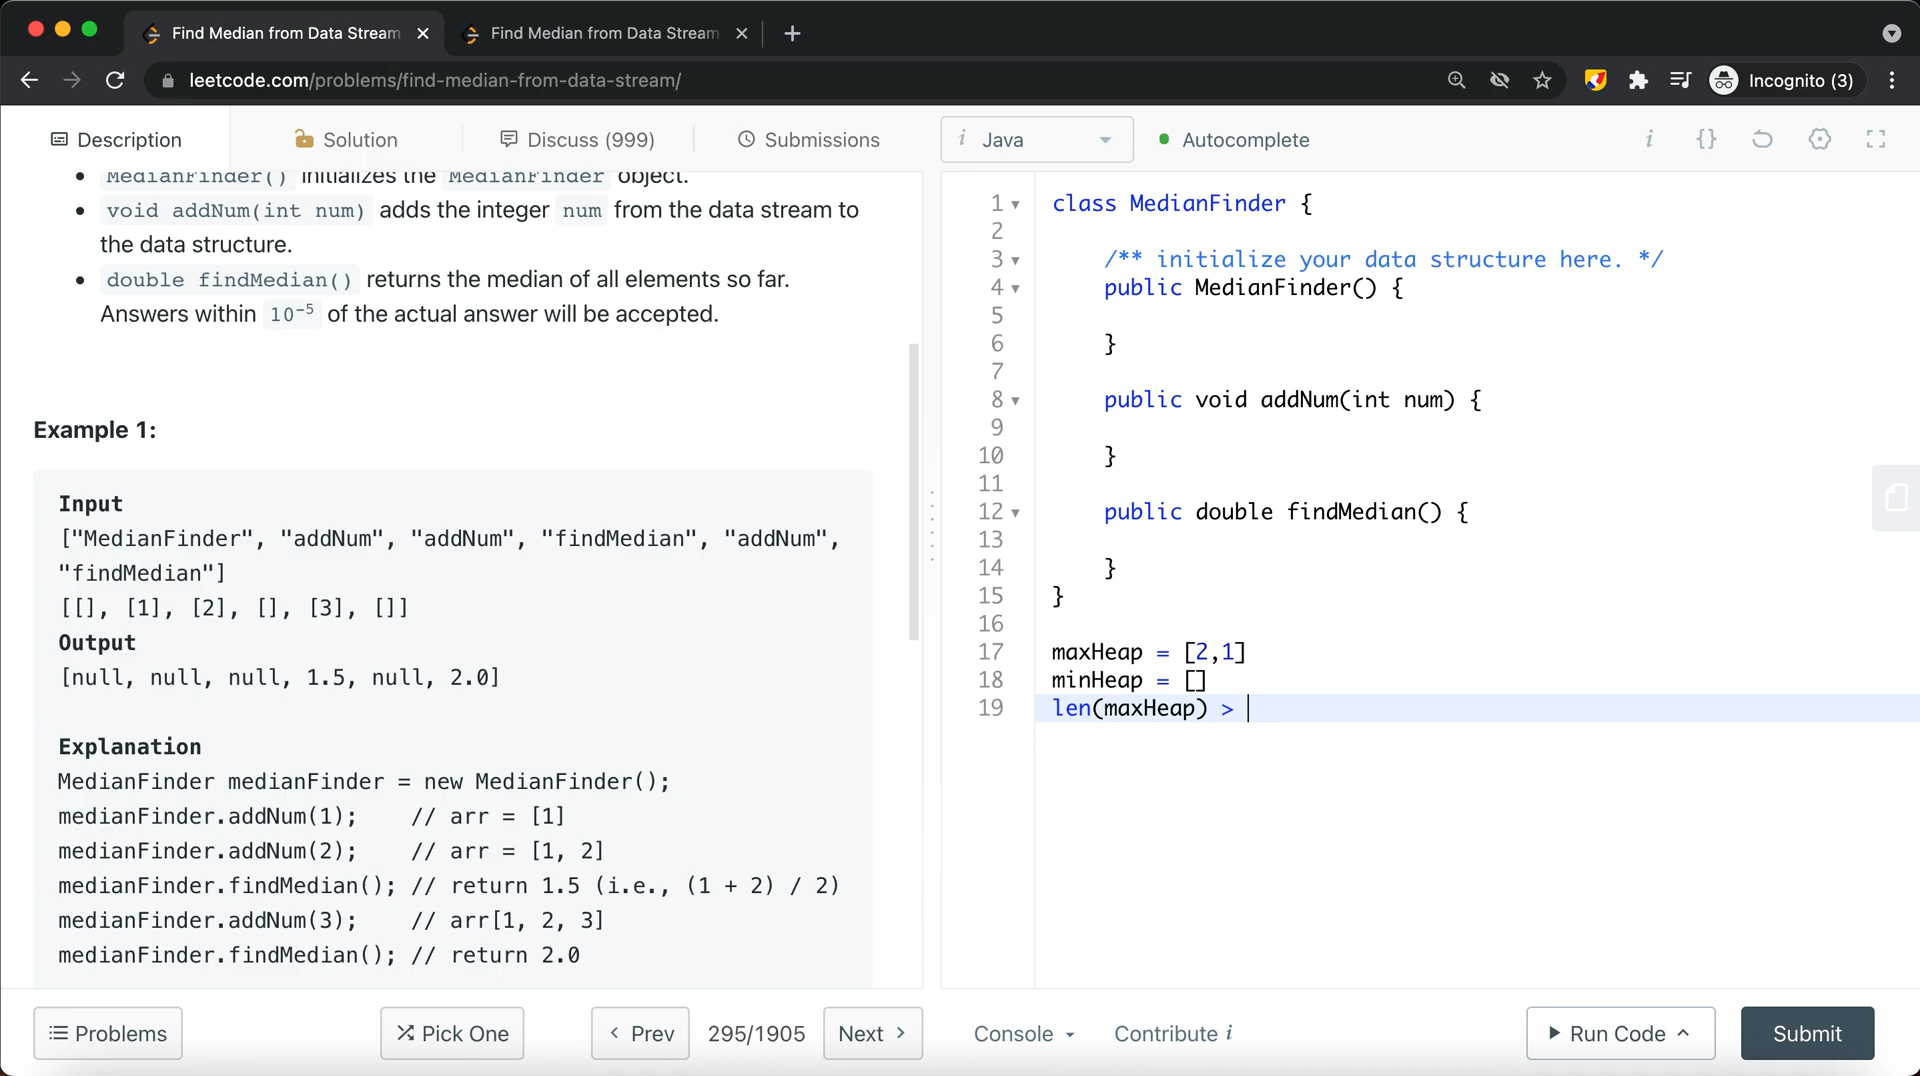 Find Median from Data Stream
Find Median from Data Stream
leetcode.com/problems/find-median-from-data-stream/
Incognito (3)
Description
Solution
Discuss (999)
Submissions
i Java
Autocomplete
i {}
MedianFinder() initializes the MedianFinder object.
void addNum(int num) adds the integer num from the data stream to
the data structure.
double findMedian() returns the median of all elements so far.
Answers within 10⁻⁵ of the actual answer will be accepted.
Example 1:
Input
["MedianFinder", "addNum", "addNum", "findMedian", "addNum",
"findMedian"]
[[], [1], [2], [], [3], []]
Output
[null, null, null, 1.5, null, 2.0]
Explanation
MedianFinder medianFinder = new MedianFinder();
medianFinder.addNum(1);    // arr = [1]
medianFinder.addNum(2);    // arr = [1, 2]
medianFinder.findMedian(); // return 1.5 (i.e., (1 + 2) / 2)
medianFinder.addNum(3);    // arr[1, 2, 3]
medianFinder.findMedian(); // return 2.0
1 class MedianFinder {
2
3     /** initialize your data structure here. */
4     public MedianFinder() {
5
6     }
7
8     public void addNum(int num) {
9
10     }
11
12     public double findMedian() {
13
14     }
15 }
16
17 maxHeap = [2,1]
18 minHeap = []
19 len(maxHeap) >
Problems
Pick One
Prev
295/1905
Next
Console
Contribute i
Run Code
Submit